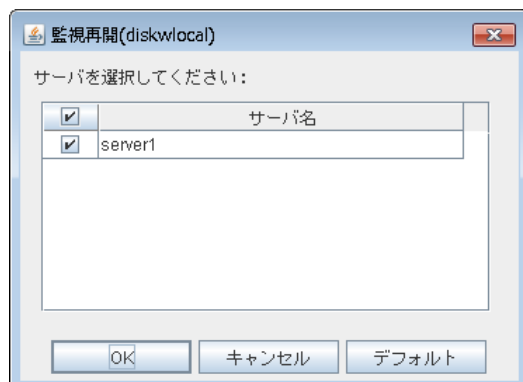 監視再開(diskwlocal)
サーバを選択してください:
サーバ名
server1
OK キャンセル デフォルト